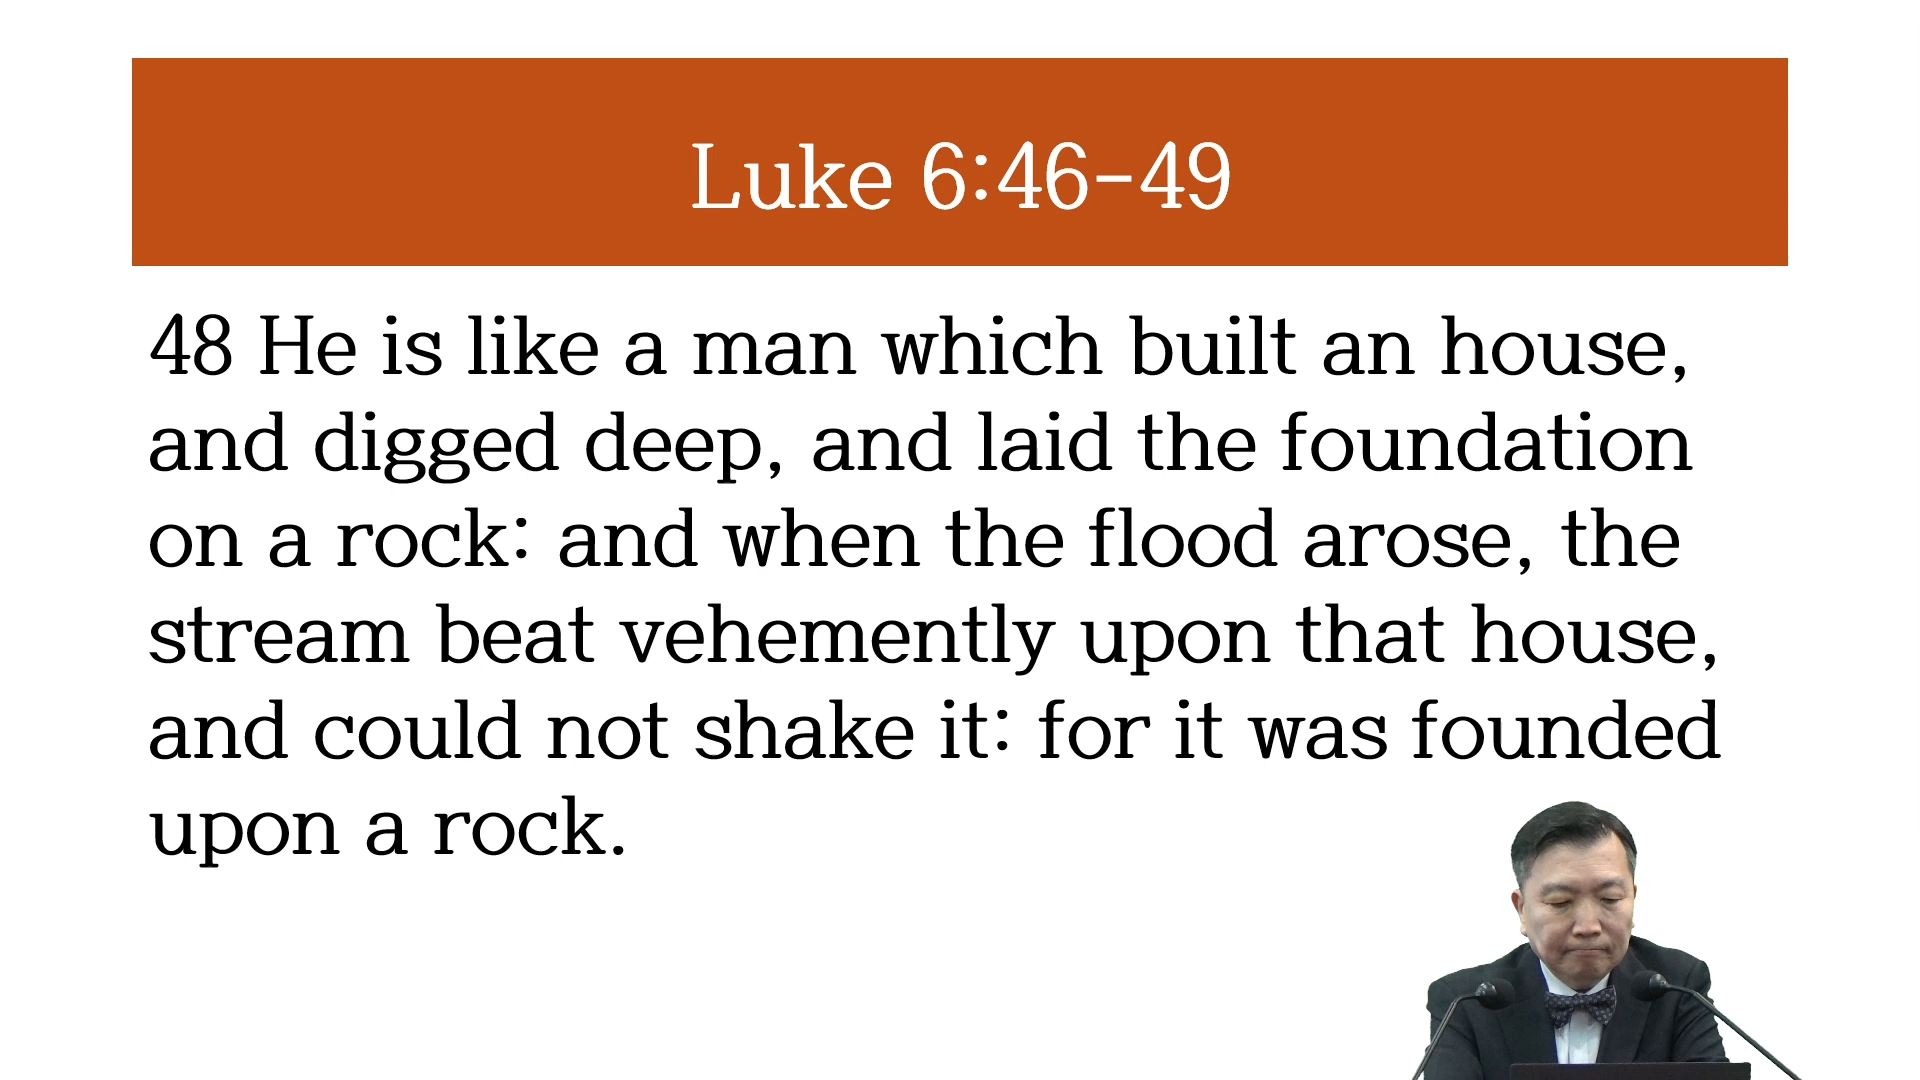 Luke 6:46-49
48 He is like a man which built an house,
and digged deep, and laid the foundation
on a rock: and when the flood arose, the
stream beat vehemently upon that house,
and could not shake it: for it was founded
upon a rock.